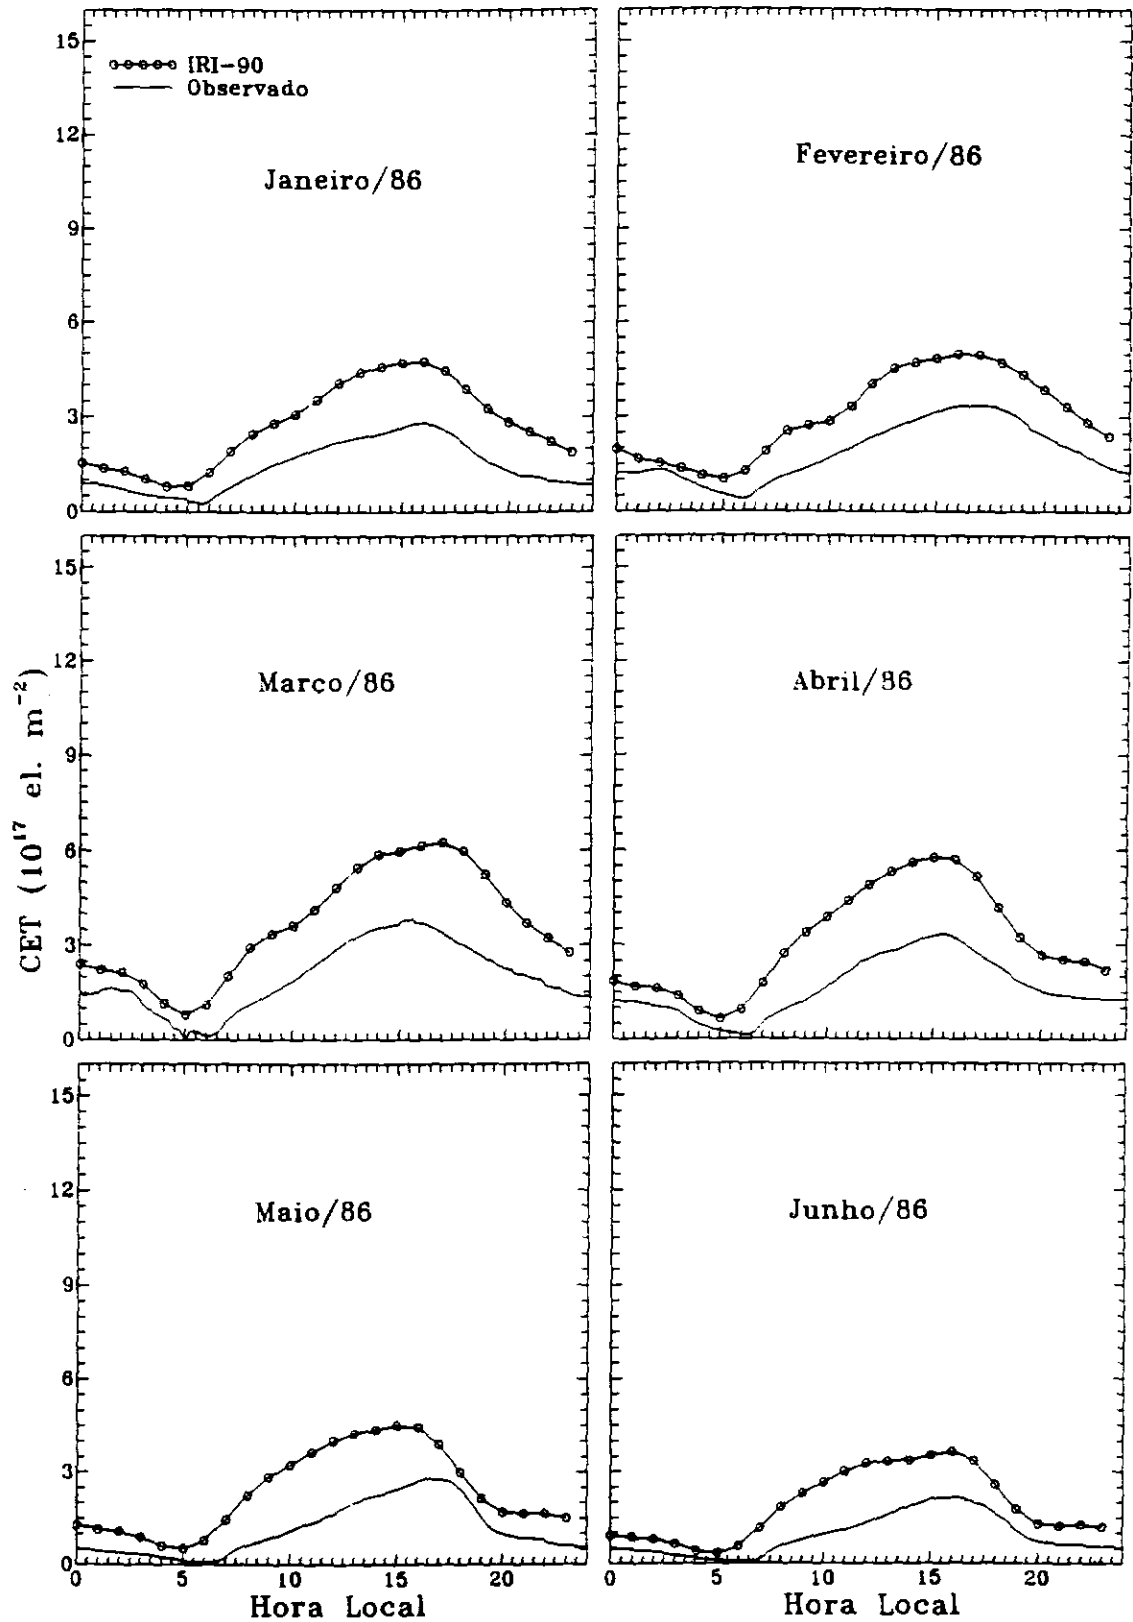 15
12
9
6
3
0
IRI-90
Observado
Janeiro/86
Fevereiro/86
15
12
9
6
3
0
Marco/86
Abril/86
CET (10¹⁷ el. m⁻²)
15
12
9
6
3
0
Maio/86
Junho/86
0 5 10 15 20
Hora Local
0 5 10 15 20
Hora Local